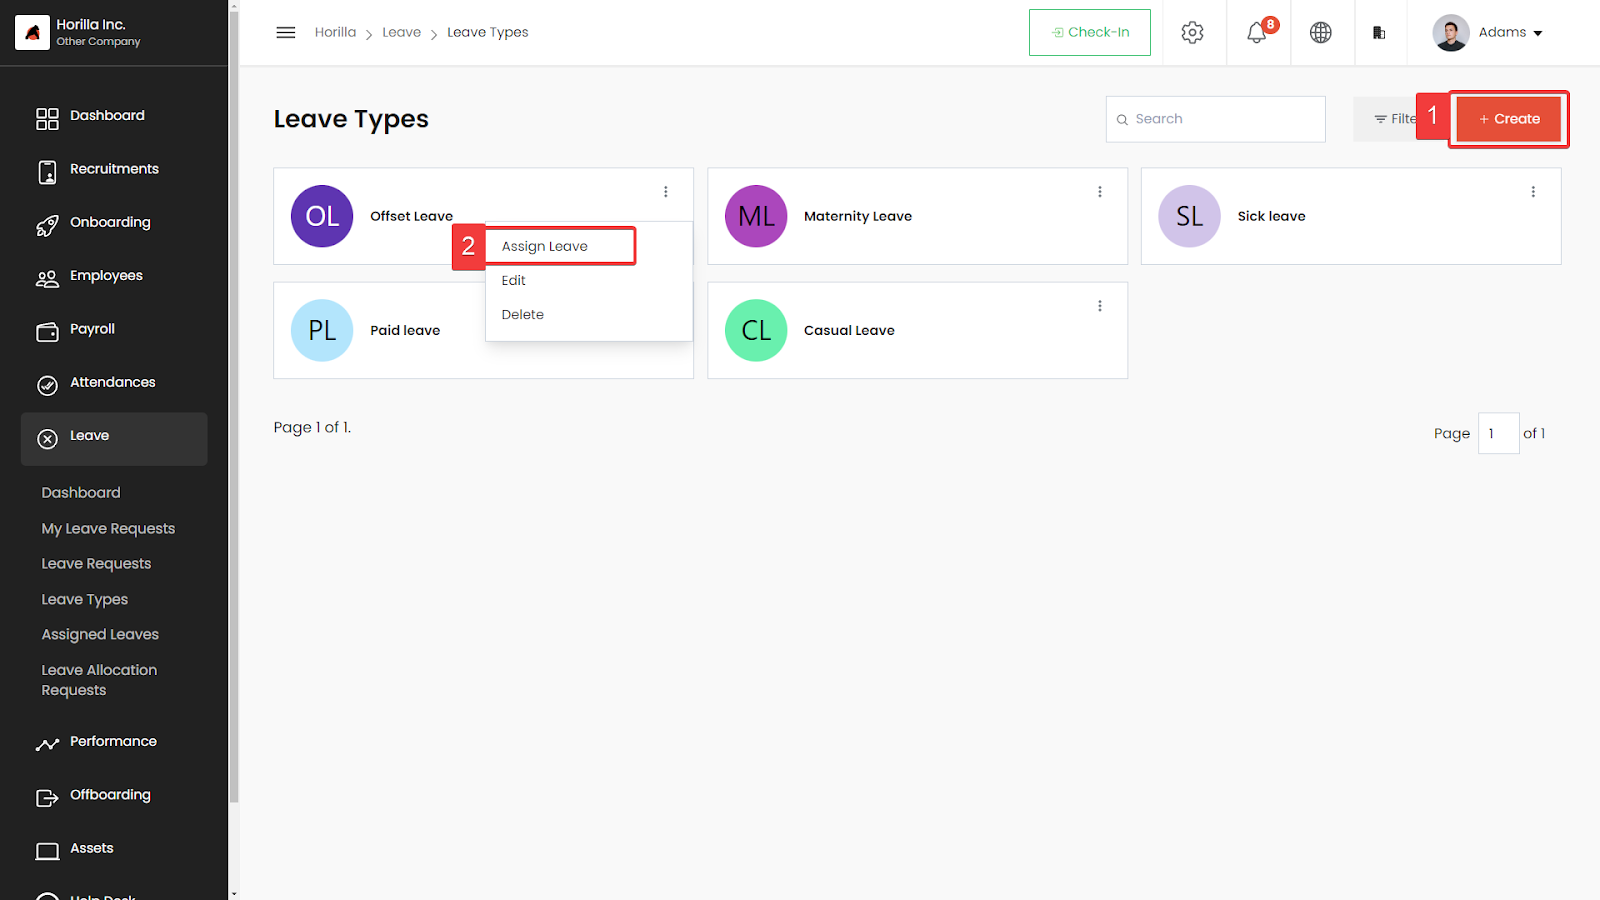 Horilla Inc.
Other Company
Horilla > Leave > Leave Types
Check-In
8
Adams
Dashboard
Recruitments
Onboarding
Employees
Payroll
Attendances
Leave
Dashboard
My Leave Requests
Leave Requests
Leave Types
Assigned Leaves
Leave Allocation
Requests
Performance
Offboarding
Assets
Help Desk
Leave Types
Search
Filte
1
+ Create
OL
Offset Leave
ML
Maternity Leave
SL
Sick leave
2
Assign Leave
Edit
Delete
PL
Paid leave
CL
Casual Leave
Page 1 of 1.
Page 1 of 1